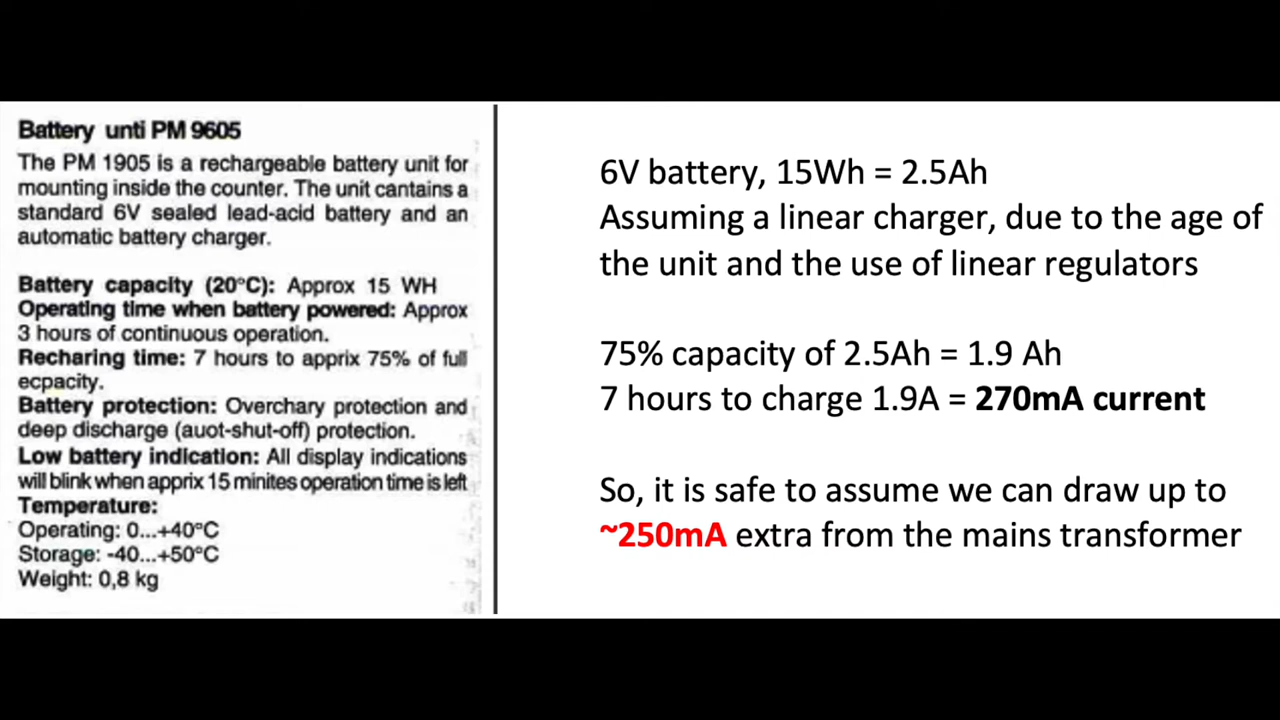 Battery unti PM 9605
The PM 1905 is a rechargeable battery unit for
mounting inside the counter. The unit cantains a
standard 6V sealed lead-acid battery and an
automatic battery charger.
Battery capacity (20°C): Approx 15 WH
Operating time when battery powered: Approx
3 hours of continuous operation.
Recharing time: 7 hours to apprix 75% of full
ecpacity.
Battery protection: Overchary protection and
deep discharge (auot-shut-off) protection.
Low battery indication: All display indications
will blink when apprix 15 minites operation time is left
Temperature:
Operating: 0...+40°C
Storage: -40...+50°C
Weight: 0,8 kg
6V battery, 15Wh = 2.5Ah
Assuming a linear charger, due to the age of
the unit and the use of linear regulators
75% capacity of 2.5Ah = 1.9 Ah
7 hours to charge 1.9A = 270mA current
So, it is safe to assume we can draw up to
~250mA extra from the mains transformer